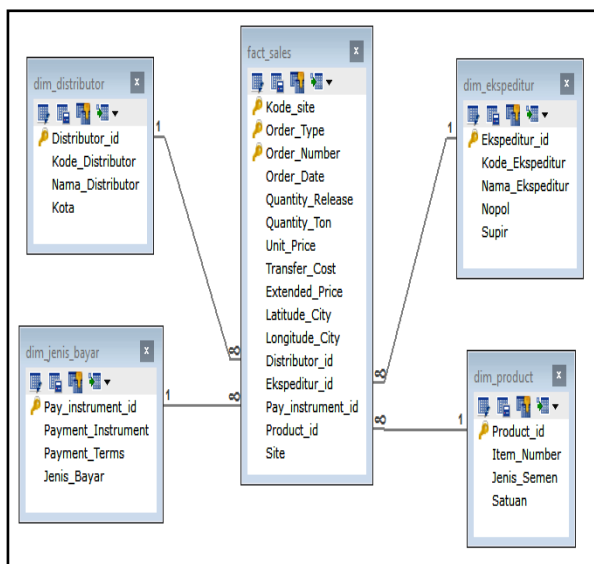 dim_distributor x
Distributor_id
Kode_Distributor
Nama_Distributor
Kota
fact_sales x
Kode_site
Order_Type
Order_Number
Order_Date
Quantity_Release
Quantity_Ton
Unit_Price
Transfer_Cost
Extended_Price
Latitude_City
Longitude_City
Distributor_id
Ekspeditur_id
Pay_instrument_id
Product_id
Site
dim_ekspeditur x
Ekspeditur_id
Kode_Ekspeditur
Nama_Ekspeditur
Nopol
Supir
dim_jenis_bayar x
Pay_instrument_id
Payment_Instrument
Payment_Terms
Jenis_Bayar
dim_product x
Product_id
Item_Number
Jenis_Semen
Satuan
1
∞
1
∞
1
∞
1
∞